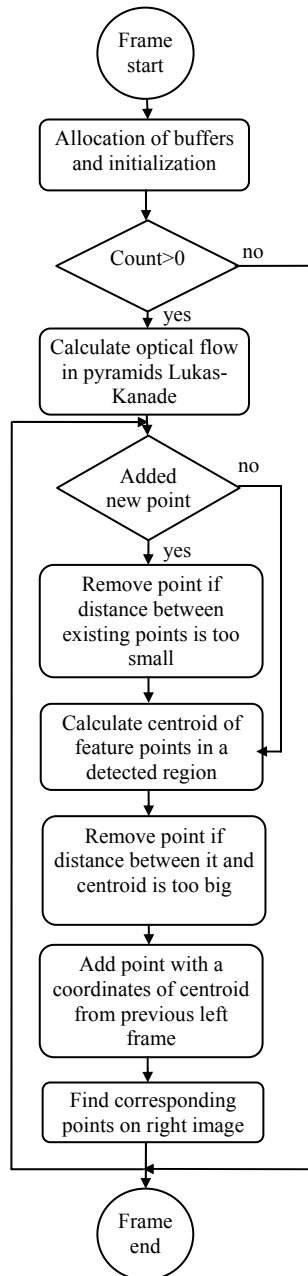 Frame
start
Allocation of buffers
and initialization
Count>0
no
yes
Calculate optical flow
in pyramids Lukas-
Kanade
no
Added
new point
yes
Remove point if
distance between
existing points is too
small
Calculate centroid of
feature points in a
detected region
Remove point if
distance between it and
centroid is too big
Add point with a
coordinates of centroid
from previous left
frame
Find corresponding
points on right image
Frame
end